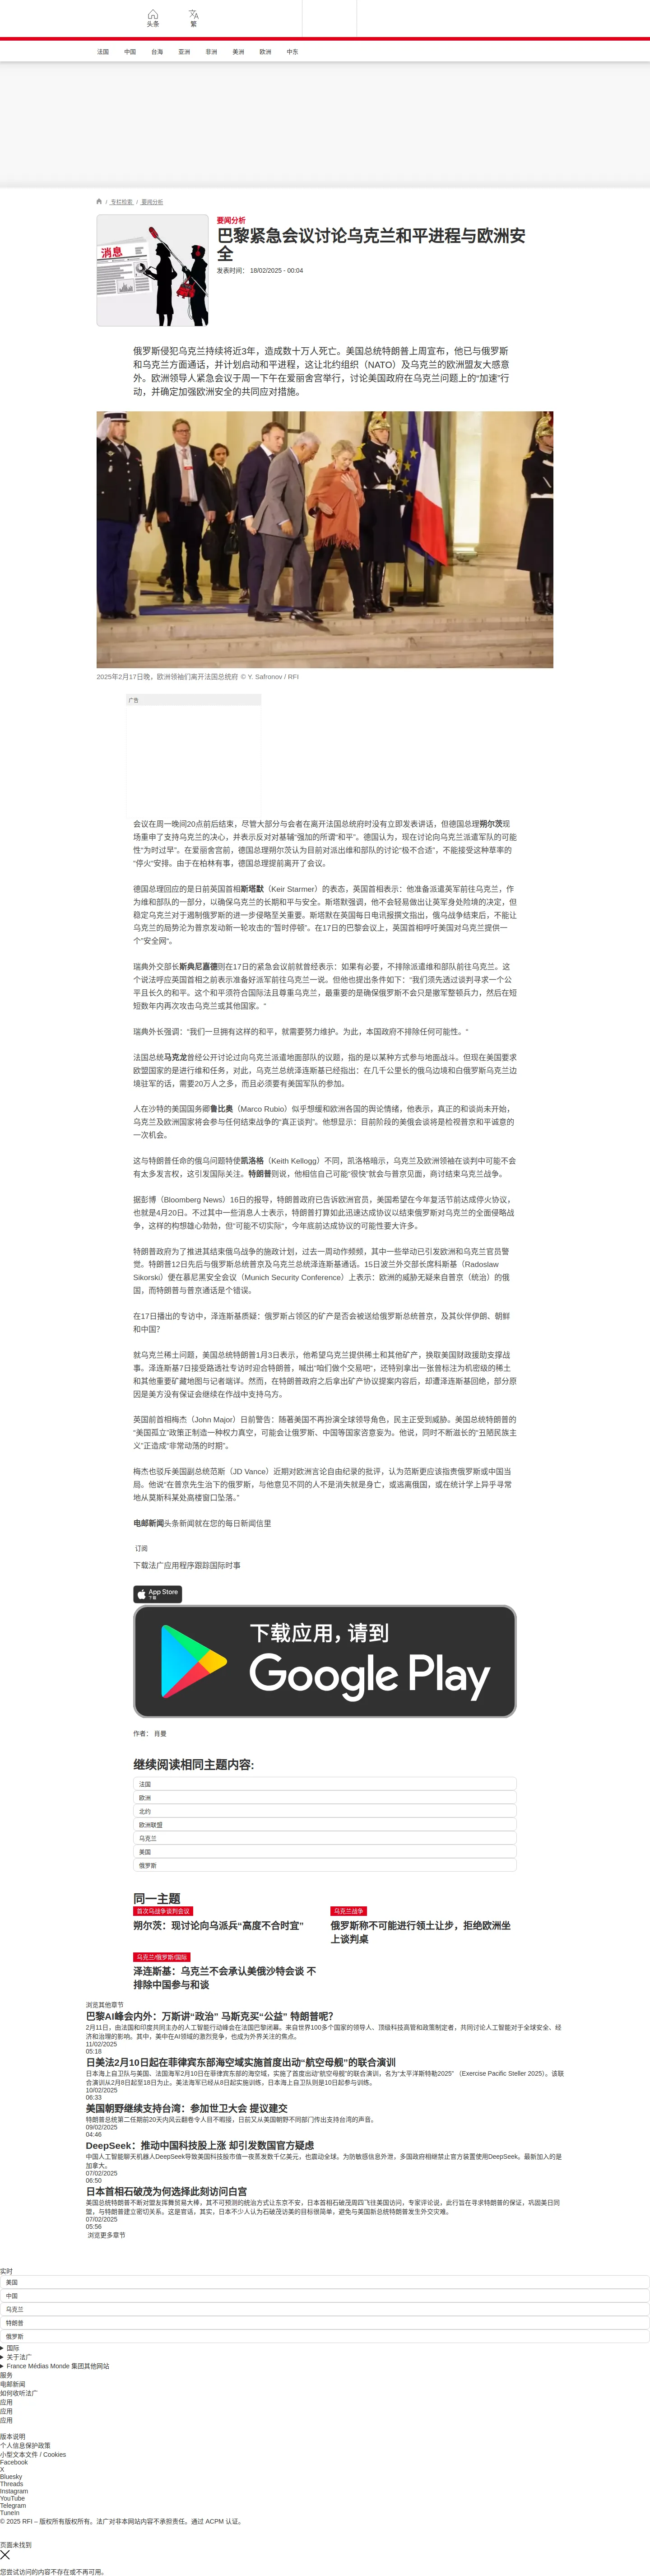 头条
繁
法国 中国 台海 亚洲 非洲 美洲 欧洲 中东
/ 专栏检索 / 要闻分析
消息
要闻分析
巴黎紧急会议讨论乌克兰和平进程与欧洲安
全
发表时间： 18/02/2025 - 00:04
俄罗斯侵犯乌克兰持续将近3年，造成数十万人死亡。美国总统特朗普上周宣布，他已与俄罗斯
和乌克兰方面通话，并计划启动和平进程，这让北约组织（NATO）及乌克兰的欧洲盟友大感意
外。欧洲领导人紧急会议于周一下午在爱丽舍宫举行，讨论美国政府在乌克兰问题上的“加速”行
动，并确定加强欧洲安全的共同应对措施。
2025年2月17日晚，欧洲领袖们离开法国总统府 © Y. Safronov / RFI
广告
会议在周一晚间20点前后结束，尽管大部分与会者在离开法国总统府时没有立即发表讲话，但德国总理朔尔茨现
场重申了支持乌克兰的决心，并表示反对对基辅“强加的所谓”和平”。德国认为，现在讨论向乌克兰派遣军队的可能
性“为时过早”。在爱丽舍宫前，德国总理朔尔茨认为目前对派出维和部队的讨论“极不合适”，不能接受这种草率的
“停火”安排。由于在柏林有事，德国总理提前离开了会议。
德国总理回应的是日前英国首相斯塔默（Keir Starmer）的表态，英国首相表示：他准备派遣英军前往乌克兰，作
为维和部队的一部分，以确保乌克兰的长期和平与安全。斯塔默强调，他不会轻易做出让英军身处险境的决定，但
稳定乌克兰对于遏制俄罗斯的进一步侵略至关重要。斯塔默在英国每日电讯报撰文指出，俄乌战争结束后，不能让
乌克兰的局势沦为普京发动新一轮攻击的“暂时停顿”。在17日的巴黎会议上，英国首相呼吁美国对乌克兰提供一
个“安全网”。
瑞典外交部长斯典尼嘉德则在17日的紧急会议前就曾经表示：如果有必要，不排除派遣维和部队前往乌克兰。这
个说法呼应英国首相之前表示准备好派军前往乌克兰一说。但他也提出条件如下：“我们须先透过谈判寻求一个公
平且长久的和平。这个和平须符合国际法且尊重乌克兰，最重要的是确保俄罗斯不会只是撤军整顿兵力，然后在短
短数年内再次攻击乌克兰或其他国家。”
瑞典外长强调：“我们一旦拥有这样的和平，就需要努力维护。为此，本国政府不排除任何可能性。”
法国总统马克龙曾经公开讨论过向乌克兰派遣地面部队的议题，指的是以某种方式参与地面战斗。但现在美国要求
欧盟国家的是进行维和任务，对此，乌克兰总统泽连斯基已经指出：在几千公里长的俄乌边境和白俄罗斯乌克兰边
境驻军的话，需要20万人之多，而且必须要有美国军队的参加。
人在沙特的美国国务卿鲁比奥（Marco Rubio）似乎想缓和欧洲各国的舆论情绪，他表示，真正的和谈尚未开始，
乌克兰及欧洲国家将会参与任何结束战争的“真正谈判”。他想显示：目前阶段的美俄会谈将是检视普京和平诚意的
一次机会。
这与特朗普任命的俄乌问题特使凯洛格（Keith Kellogg）不同，凯洛格暗示，乌克兰及欧洲领袖在谈判中可能不会
有太多发言权，这引发国际关注。特朗普则说，他相信自己可能“很快”就会与普京见面，商讨结束乌克兰战争。
据彭博（Bloomberg News）16日的报导，特朗普政府已告诉欧洲官员，美国希望在今年复活节前达成停火协议，
也就是4月20日。不过其中一些消息人士表示，特朗普打算如此迅速达成协议以结束俄罗斯对乌克兰的全面侵略战
争，这样的构想雄心勃勃，但“可能不切实际”，今年底前达成协议的可能性要大许多。
特朗普政府为了推进其结束俄乌战争的施政计划，过去一周动作频频，其中一些举动已引发欧洲和乌克兰官员警
觉。特朗普12日先后与俄罗斯总统普京及乌克兰总统泽连斯基通话。15日波兰外交部长席科斯基（Radoslaw
Sikorski）便在慕尼黑安全会议（Munich Security Conference）上表示：欧洲的威胁无疑来自普京（统治）的俄
国，而特朗普与普京通话是个错误。
在17日播出的专访中，泽连斯基质疑：俄罗斯占领区的矿产是否会被送给俄罗斯总统普京，及其伙伴伊朗、朝鲜
和中国？
就乌克兰稀土问题，美国总统特朗普1月3日表示，他希望乌克兰提供稀土和其他矿产，换取美国财政援助支撑战
事。泽连斯基7日接受路透社专访时迎合特朗普，喊出“咱们做个交易吧”，还特别拿出一张曾标注为机密级的稀土
和其他重要矿藏地图与记者端详。然而，在特朗普政府之后拿出矿产协议提案内容后，却遭泽连斯基回绝，部分原
因是美方没有保证会继续在作战中支持乌方。
英国前首相梅杰（John Major）日前警告：随著美国不再扮演全球领导角色，民主正受到威胁。美国总统特朗普的
“美国孤立”政策正制造一种权力真空，可能会让俄罗斯、中国等国家咨意妄为。他说，同时不断滋长的“丑陋民族主
义”正造成“非常动荡的时期”。
梅杰也驳斥美国副总统范斯（JD Vance）近期对欧洲言论自由纪录的批评，认为范斯更应该指责俄罗斯或中国当
局。他说“在普京先生治下的俄罗斯，与他意见不同的人不是消失就是身亡，或逃离俄国，或在统计学上异乎寻常
地从莫斯科某处高楼窗口坠落。”
电邮新闻头条新闻就在您的每日新闻信里
订阅
下载法广应用程序跟踪国际时事
App Store
下载
下载应用，请到
Google Play
作者： 肖曼
继续阅读相同主题内容:
法国
欧洲
北约
欧洲联盟
乌克兰
美国
俄罗斯
同一主题
首次乌战争谈判会议
朔尔茨：现讨论向乌派兵“高度不合时宜”
乌克兰战争
俄罗斯称不可能进行领土让步，拒绝欧洲坐
上谈判桌
乌克兰/俄罗斯/国际
泽连斯基：乌克兰不会承认美俄沙特会谈 不
排除中国参与和谈
浏览其他章节
巴黎AI峰会内外：万斯讲“政治” 马斯克买“公益” 特朗普呢？
2月11日，由法国和印度共同主办的人工智能行动峰会在法国巴黎闭幕。来自世界100多个国家的领导人、顶级科技高管和政策制定者，共同讨论人工智能对于全球安全、经
济和治理的影响。其中，美中在AI领域的激烈竞争，也成为外界关注的焦点。
11/02/2025
05:18
日美法2月10日起在菲律宾东部海空域实施首度出动“航空母舰”的联合演训
日本海上自卫队与美国、法国海军2月10日在菲律宾东部的海空域，实施了首度出动“航空母舰”的联合演训，名为“太平洋斯特勒2025” （Exercise Pacific Steller 2025）。该联
合演训从2月8日起至18日为止。美法海军已经从8日起实施训练，日本海上自卫队则是10日起参与训练。
10/02/2025
06:33
美国朝野继续支持台湾：参加世卫大会 提议建交
特朗普总统第二任期前20天内风云翻卷令人目不暇接，日前又从美国朝野不同部门传出支持台湾的声音。
09/02/2025
04:46
DeepSeek：推动中国科技股上涨 却引发数国官方疑虑
中国人工智能聊天机器人DeepSeek导致美国科技股市值一夜蒸发数千亿美元，也震动全球。为防敏感信息外泄，多国政府相继禁止官方装置使用DeepSeek。最新加入的是
加拿大。
07/02/2025
06:50
日本首相石破茂为何选择此刻访问白宫
美国总统特朗普不断对盟友挥舞贸易大棒，其不可预测的统治方式让东京不安，日本首相石破茂周四飞往美国访问，专家评论说，此行旨在寻求特朗普的保证，巩固美日同
盟，与特朗普建立密切关系。这是官话，其实，日本不少人认为石破茂访美的目标很简单，避免与美国新总统特朗普发生外交灾难。
07/02/2025
05:56
浏览更多章节
实时
美国
中国
乌克兰
特朗普
俄罗斯
国际
关于法广
France Médias Monde 集团其他网站
服务
电邮新闻
如何收听法广
应用
应用
应用
版本说明
个人信息保护政策
小型文本文件 / Cookies
Facebook
X
Bluesky
Threads
Instagram
YouTube
Telegram
TuneIn
© 2025 RFI – 版权所有版权所有。法广对非本网站内容不承担责任。通过 ACPM 认证。
页面未找到
您尝试访问的内容不存在或不再可用。